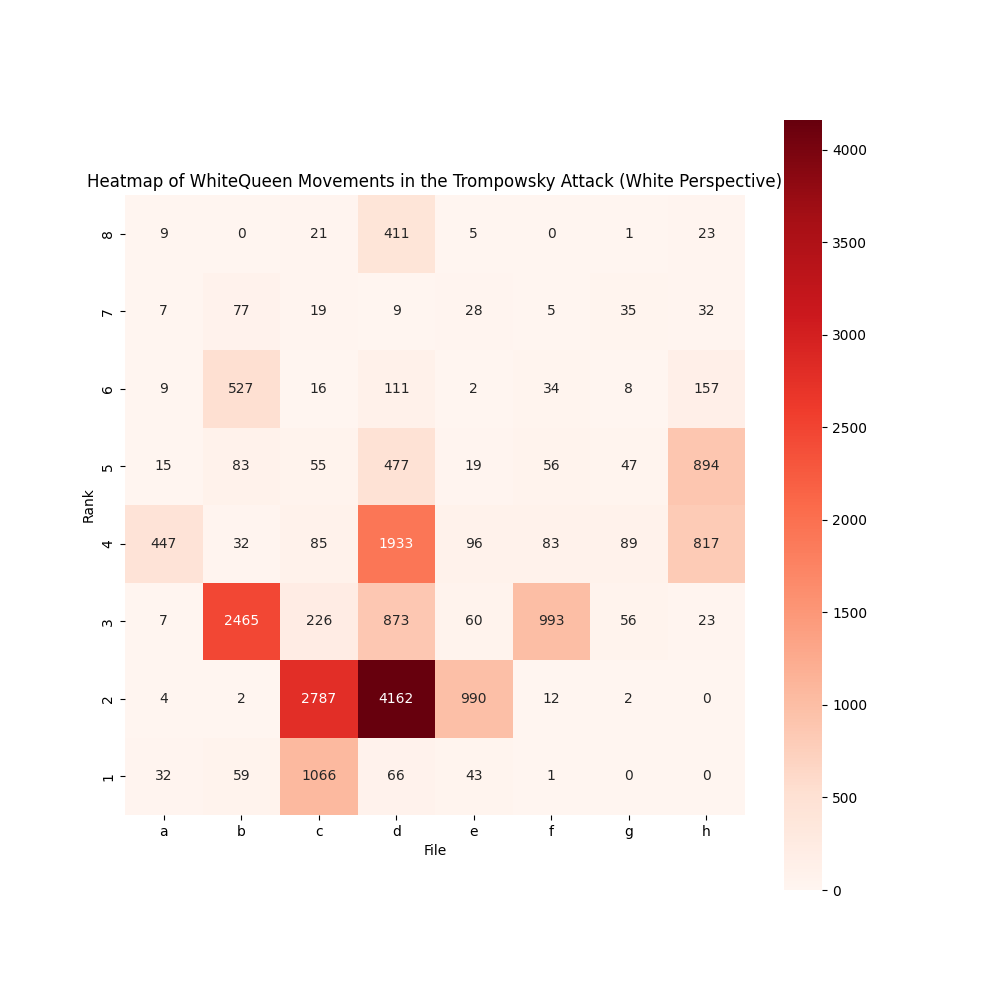 Heatmap of WhiteQueen Movements in the Trompowsky Attack (White Perspective)
8 9 0 21 411 5 0 1 23
7 7 77 19 9 28 5 35 32
6 9 527 16 111 2 34 8 157
5 15 83 55 477 19 56 47 894
Rank
4 447 32 85 1933 96 83 89 817
3 7 2465 226 873 60 993 56 23
2 4 2 2787 4162 990 12 2 0
1 32 59 1066 66 43 1 0 0
a b c d e f g h
File
4000
3500
3000
2500
2000
1500
1000
500
0